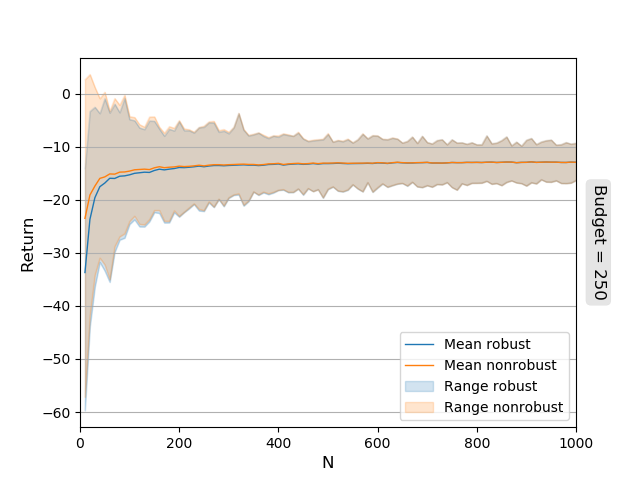 0
−10
−20
−30
−40
−50
−60
Return
0
200
400
600
800
1000
N
Budget = 250
Mean robust
Mean nonrobust
Range robust
Range nonrobust